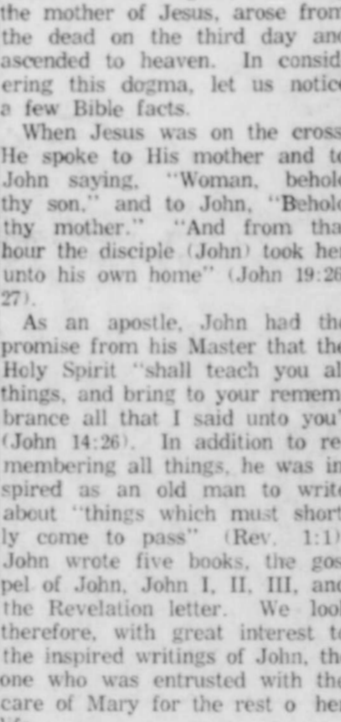 the mother of Jesus, arose from
the dead on the third day and
ascended to heaven. In consid
ering this dogma, let us notice
a few Bible facts.
When Jesus was on the cross
He spoke to His mother and to
John saying, "Woman, behold
thy son," and to John, "Behold
thy mother." "And from tha
hour the disciple (John) took her
unto his own home" (John 19:26
27).
As an apostle, John had the
promise from his Master that the
Holy Spirit "shall teach you al
things, and bring to your remem
brance all that I said unto you"
(John 14:26). In addition to re
membering all things, he was in
spired as an old man to write
about "things which must short
ly come to pass" (Rev. 1:1)
John wrote five books, the gos
pel of John, John I, II, III, and
the Revelation letter. We look
therefore, with great interest to
the inspired writings of John, the
one who was entrusted with the
care of Mary for the rest o her